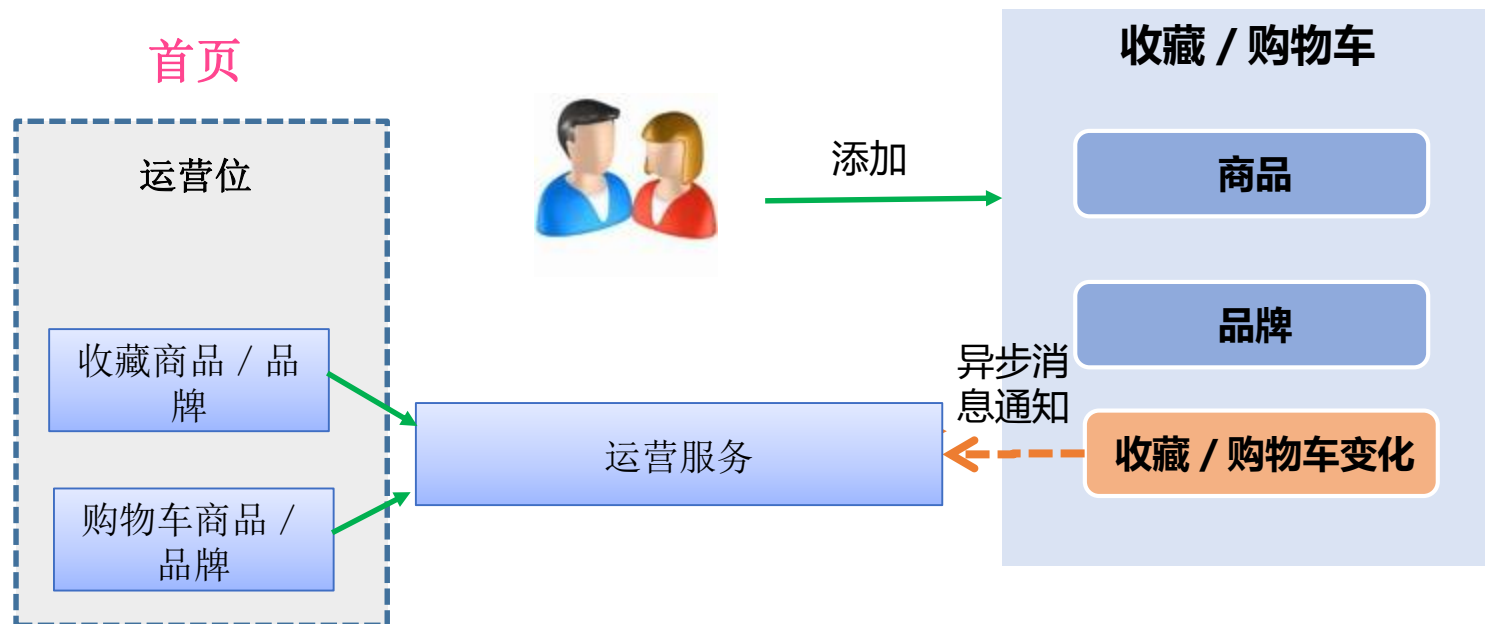 首页
运营位
收藏商品 / 品
牌
购物车商品 /
品牌
添加
运营服务
异步消
息通知
收藏 / 购物车
商品
品牌
收藏 / 购物车变化